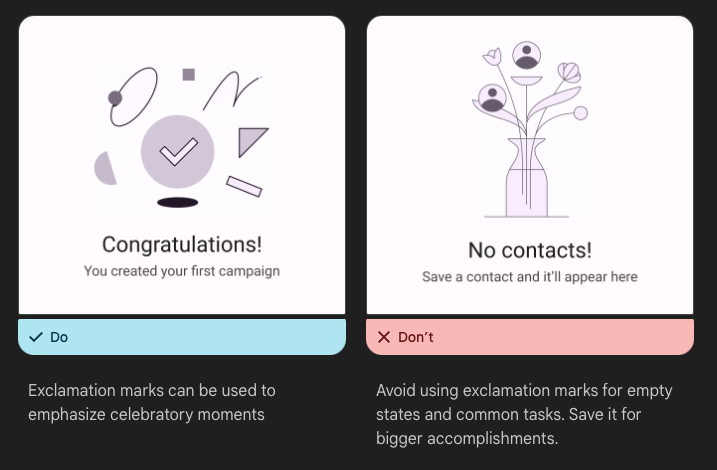 Congratulations!
You created your first campaign
Do
Exclamation marks can be used to
emphasize celebratory moments
No contacts!
Save a contact and it'll appear here
Don't
Avoid using exclamation marks for empty
states and common tasks. Save it for
bigger accomplishments.